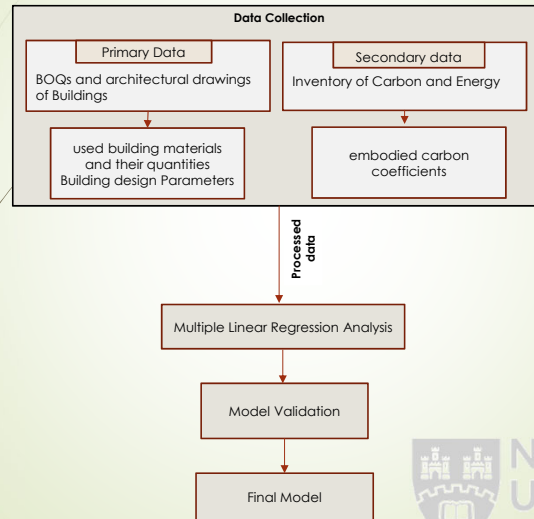 Data Collection
Primary Data
BOQs and architectural drawings
of Buildings
used building materials
and their quantities
Building design Parameters
Secondary data
Inventory of Carbon and Energy
embodied carbon
coefficients
Processed
data
Multiple Linear Regression Analysis
Model Validation
Final Model
N
U